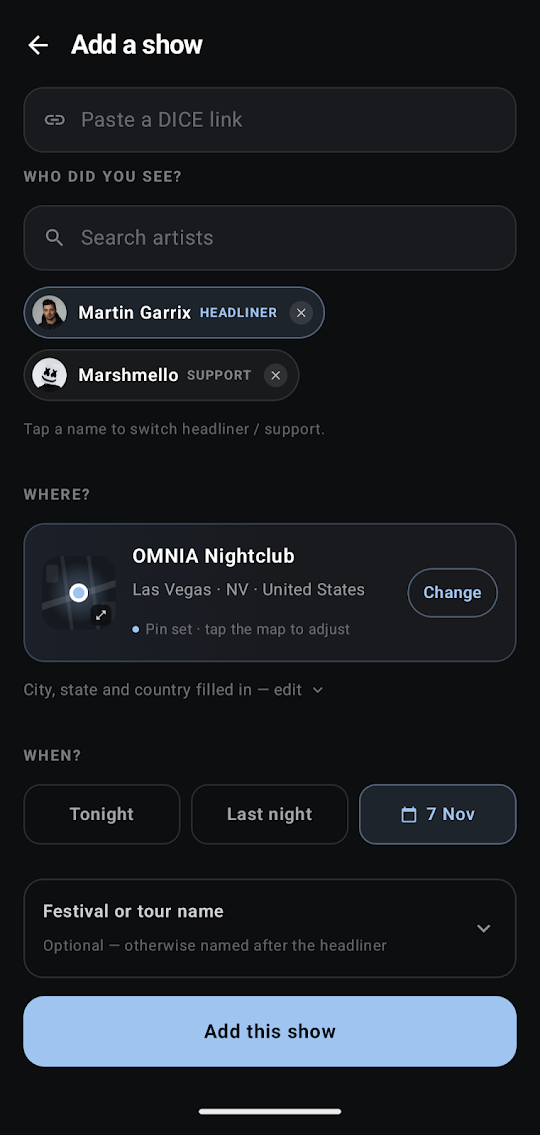 Add a show
Paste a DICE link
WHO DID YOU SEE?
Search artists
Martin Garrix HEADLINER
Marshmello SUPPORT
Tap a name to switch headliner / support.
WHERE?
OMNIA Nightclub
Las Vegas · NV · United States
Change
Pin set · tap the map to adjust
City, state and country filled in — edit
WHEN?
Tonight
Last night
7 Nov
Festival or tour name
Optional — otherwise named after the headliner
Add this show